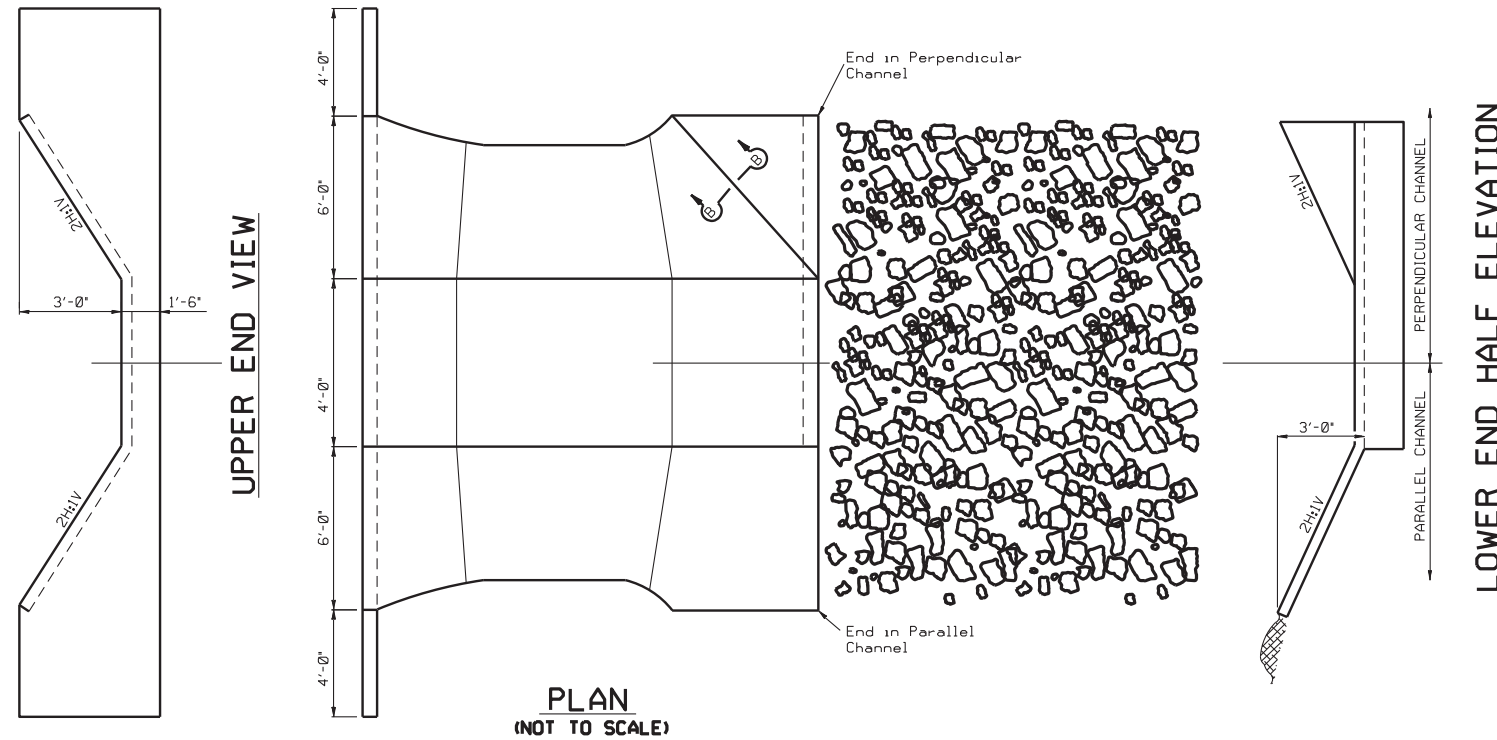 2H:1V
3'-0"
1'-6"
2H:1V
UPPER END VIEW
4'-0"
6'-0"
4'-0"
6'-0"
4'-0"
End in Perpendicular
Channel
B
B
End in Parallel
Channel
PLAN
(NOT TO SCALE)
2H:1V
3'-0"
2H:1V
PERPENDICULAR CHANNEL
PARALLEL CHANNEL
LOWER END HALF ELEVATION